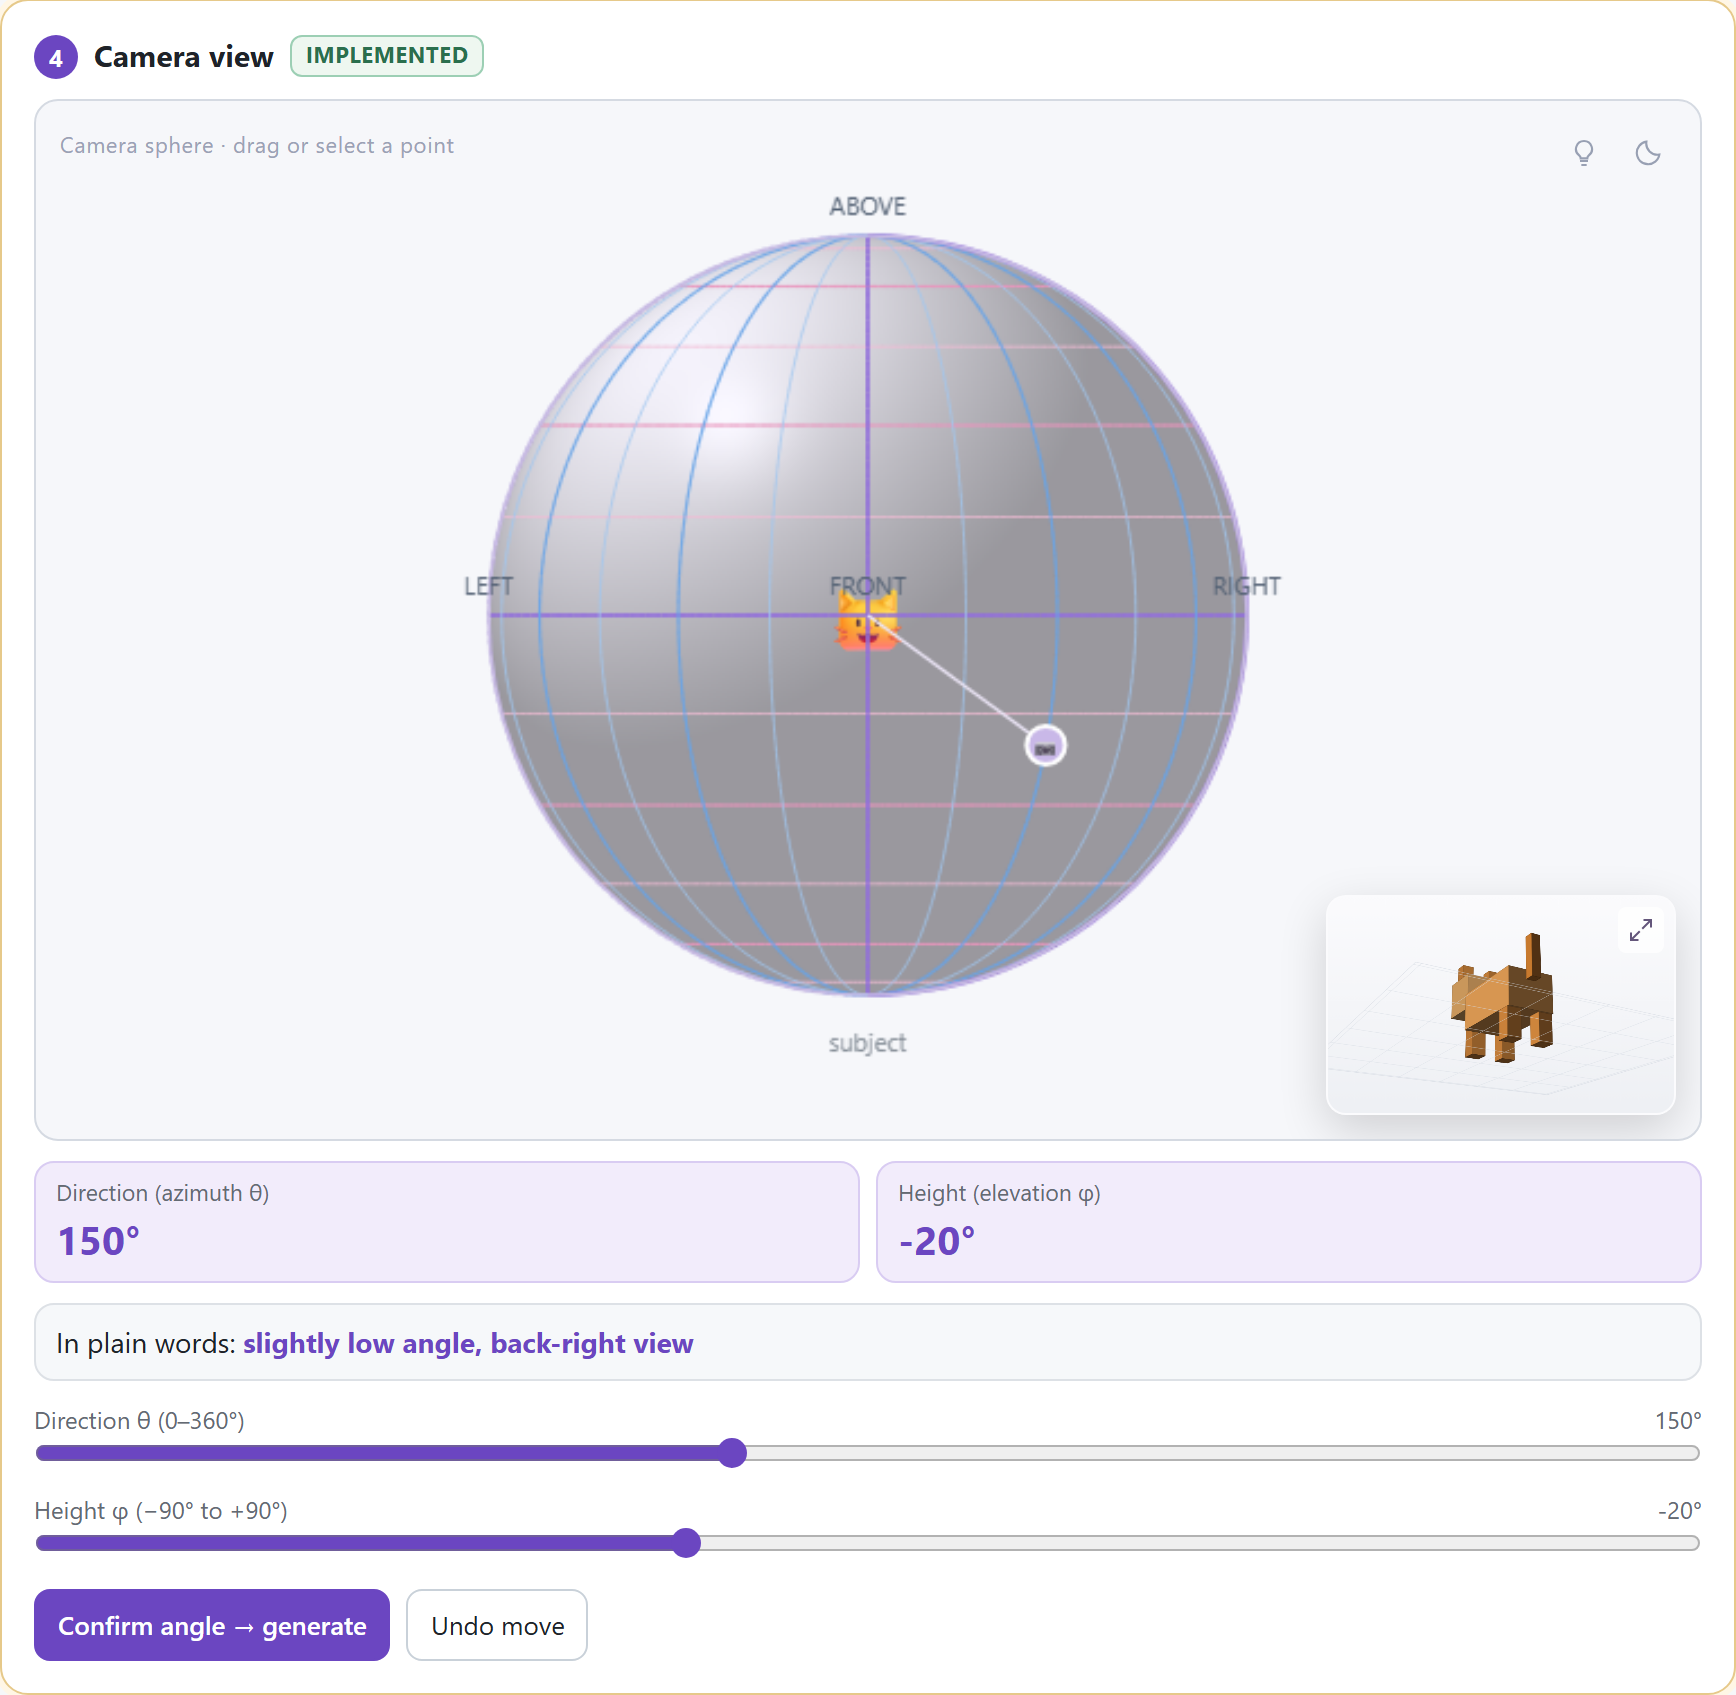 4 Camera view IMPLEMENTED
Camera sphere · drag or select a point
ABOVE
LEFT FRONT RIGHT
subject
Direction (azimuth θ)
150°
Height (elevation φ)
-20°
In plain words: slightly low angle, back-right view
Direction θ (0–360°) 150°
Height φ (−90° to +90°) -20°
Confirm angle → generate Undo move